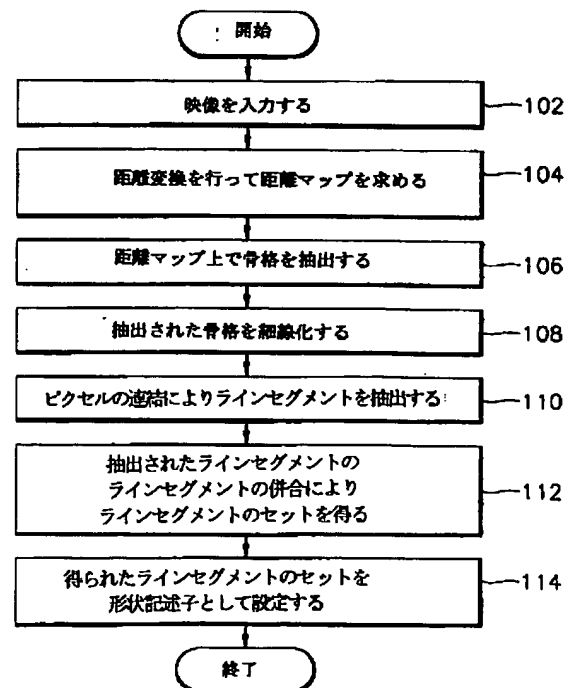 開始
映像を入力する
102
距離変換を行って距離マップを求める
104
距離マップ上で骨格を抽出する
106
抽出された骨格を細線化する
108
ピクセルの連結によりラインセグメントを抽出する
110
抽出されたラインセグメントの
ラインセグメントの併合により
ラインセグメントのセットを得る
112
得られたラインセグメントのセットを
形状記述子として設定する
114
終了